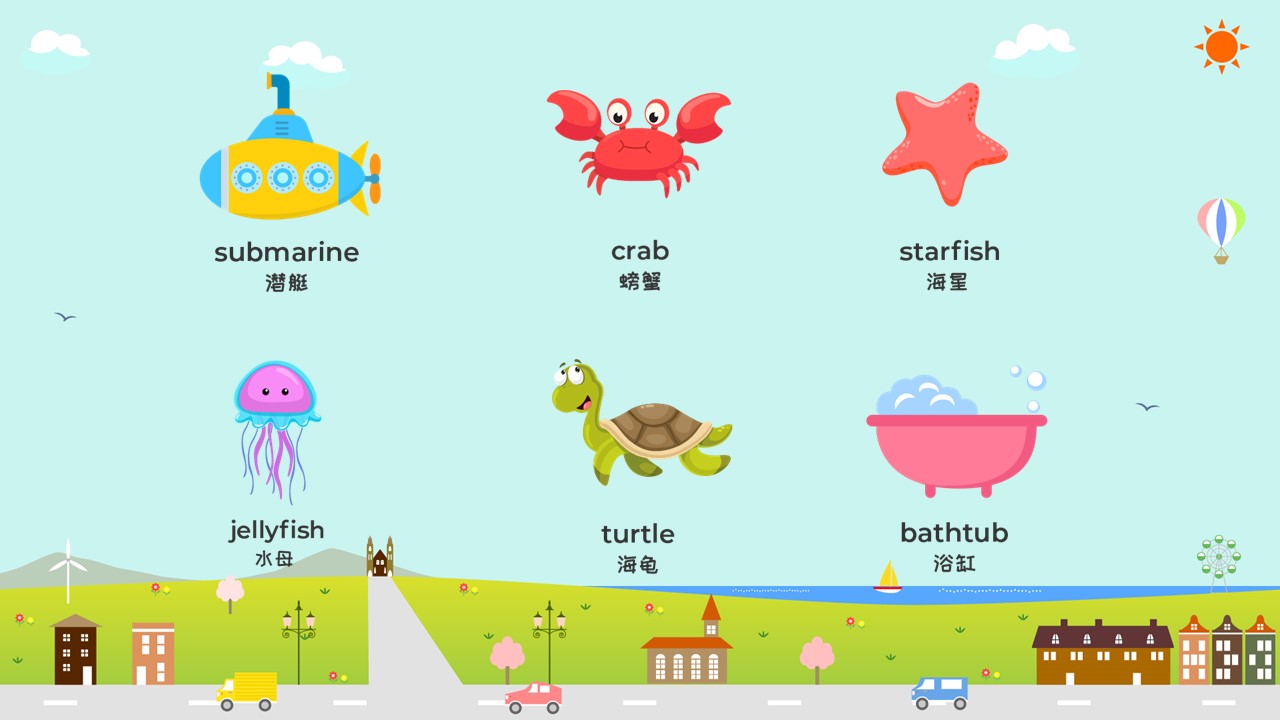 submarine
潜艇
crab
螃蟹
starfish
海星
jellyfish
水母
turtle
海龟
bathtub
浴缸